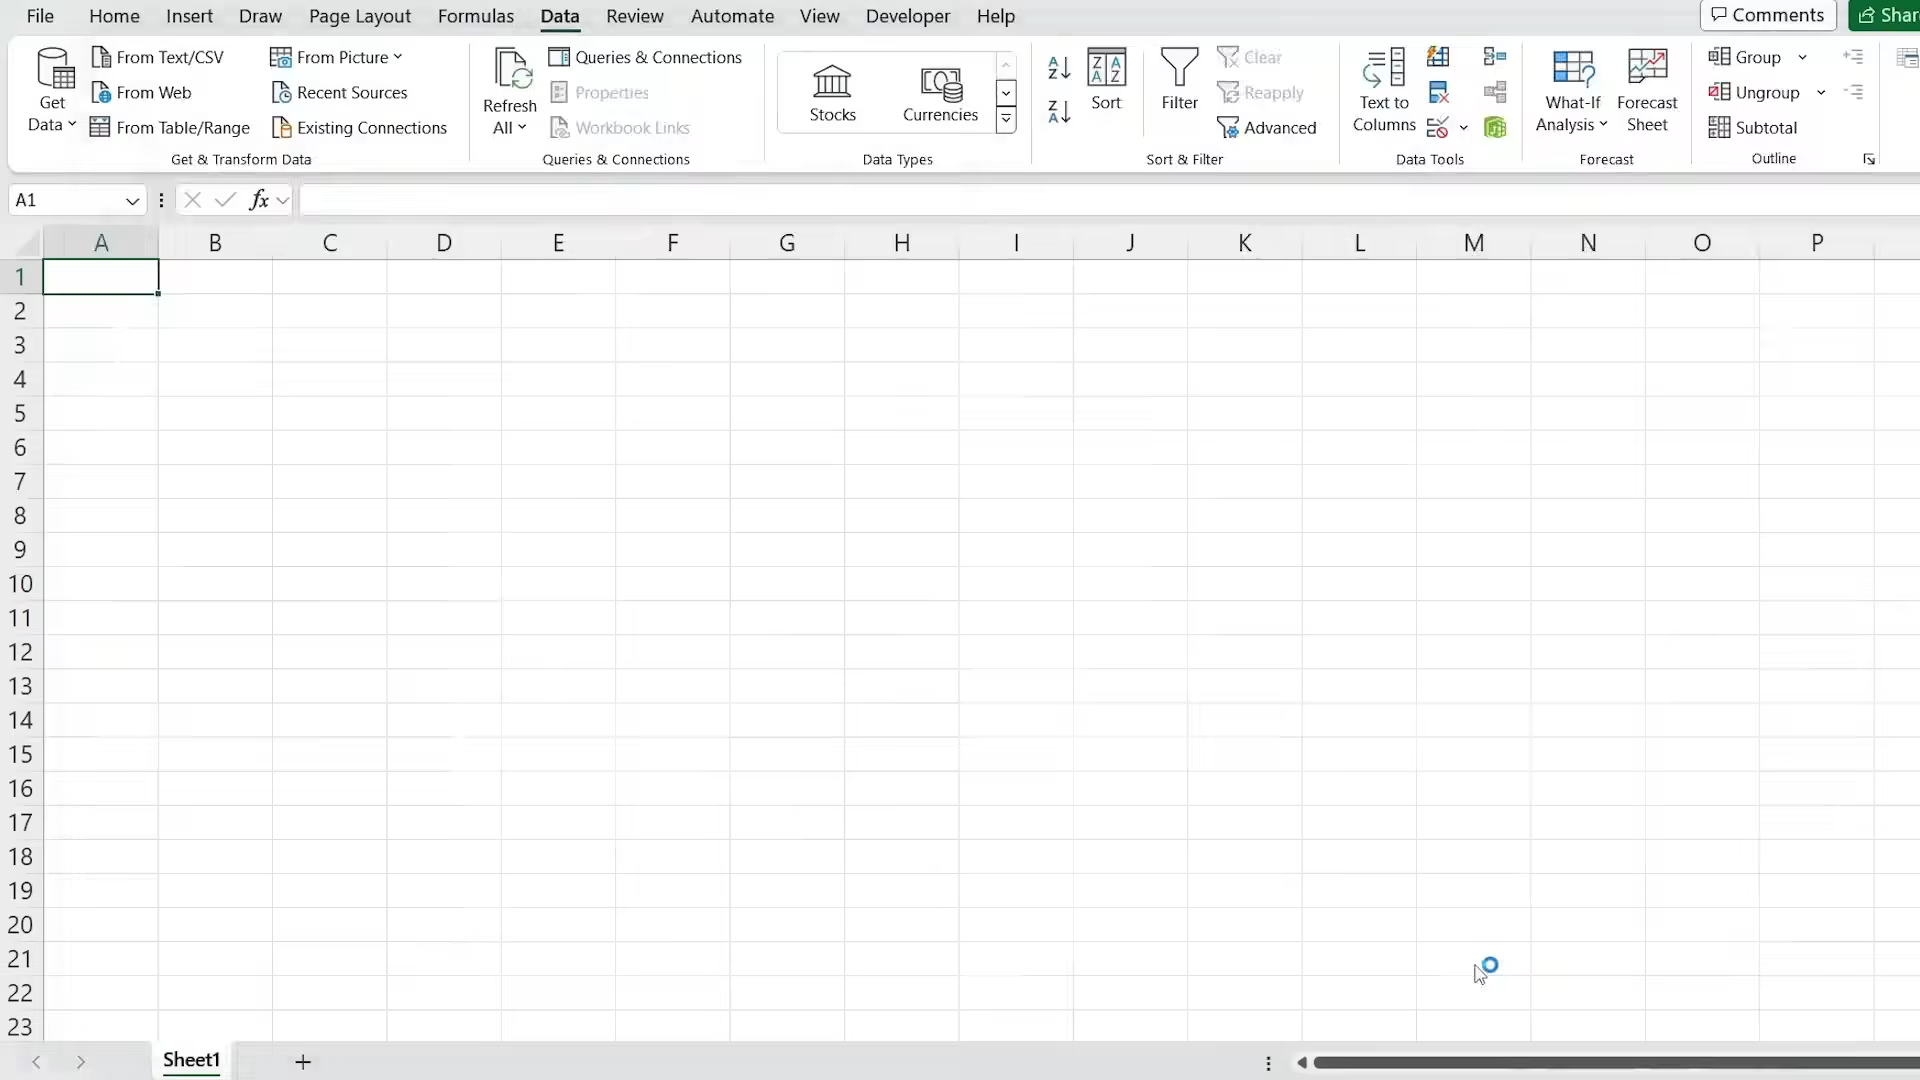 File Home Insert Draw Page Layout Formulas Data Review Automate View Developer Help Comments Shar
Get Data
From Text/CSV
From Web
From Table/Range
From Picture
Recent Sources
Existing Connections
Get & Transform Data
Refresh All
Queries & Connections
Properties
Workbook Links
Queries & Connections
Stocks
Currencies
Data Types
Sort
Filter
Clear
Reapply
Advanced
Sort & Filter
Text to Columns
Data Tools
What-If Analysis
Forecast Sheet
Forecast
Group
Ungroup
Subtotal
Outline
A1
fx
A B C D E F G H I J K L M N O P
1
2
3
4
5
6
7
8
9
10
11
12
13
14
15
16
17
18
19
20
21
22
23
Sheet1